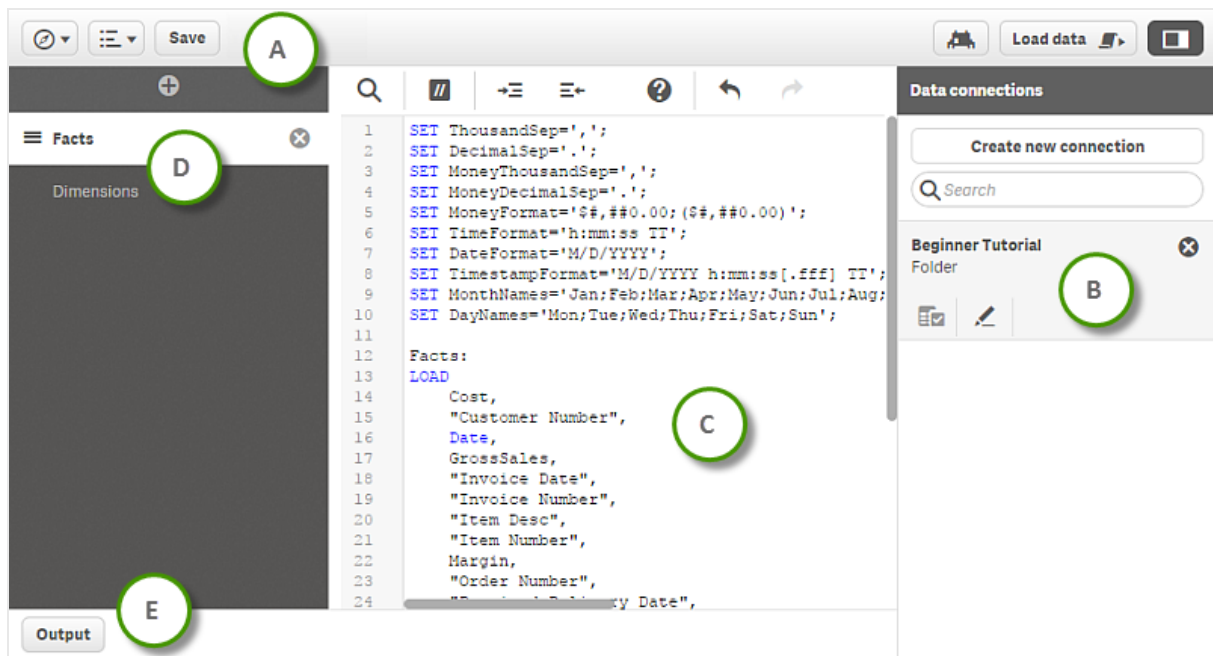 Save
A
Load data
//
Data connections
Facts
D
Dimensions
1 SET ThousandSep=',';
2 SET DecimalSep='.';
3 SET MoneyThousandSep=',';
4 SET MoneyDecimalSep='.';
5 SET MoneyFormat='$#,##0.00;($#,##0.00)';
6 SET TimeFormat='h:mm:ss TT';
7 SET DateFormat='M/D/YYYY';
8 SET TimestampFormat='M/D/YYYY h:mm:ss[.fff] TT';
9 SET MonthNames='Jan;Feb;Mar;Apr;May;Jun;Jul;Aug;
10 SET DayNames='Mon;Tue;Wed;Thu;Fri;Sat;Sun';
11
12 Facts:
13 LOAD
14 Cost,
15 "Customer Number",
16 Date,
17 GrossSales,
18 "Invoice Date",
19 "Invoice Number",
20 "Item Desc",
21 "Item Number",
22 Margin,
23 "Order Number",
24 Date",
C
Create new connection
Search
Beginner Tutorial
Folder
B
E
Output